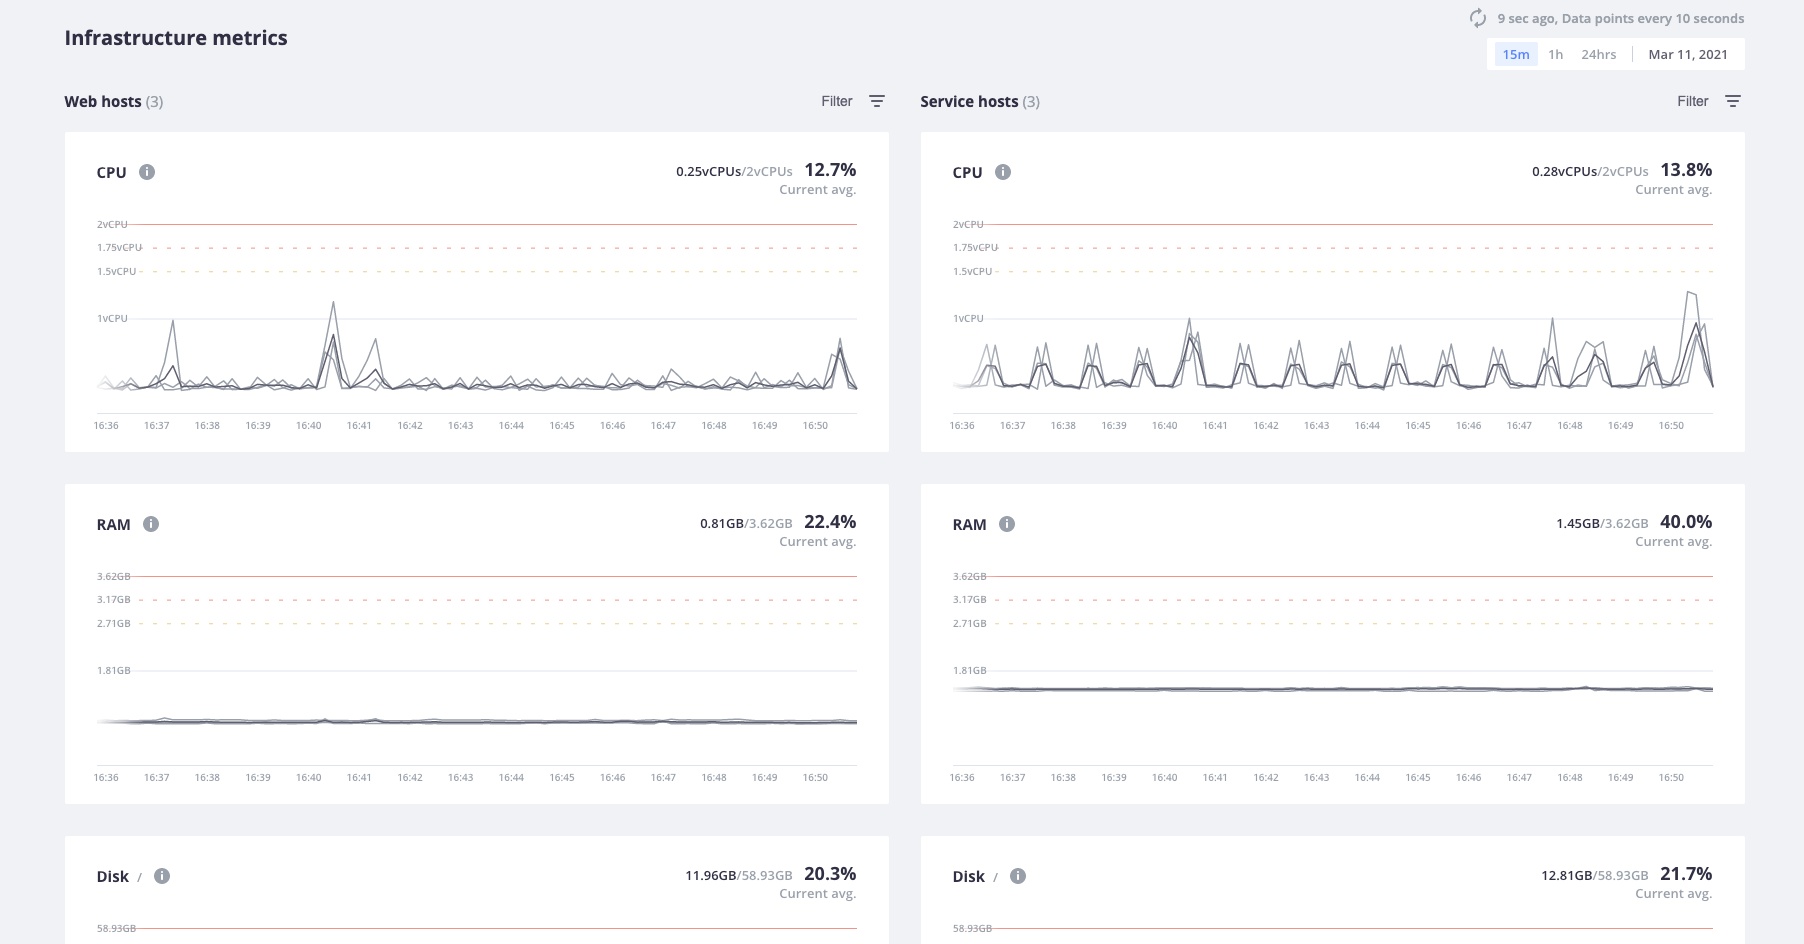 9 sec ago, Data points every 10 seconds
Infrastructure metrics
15m 1h 24hrs Mar 11, 2021
Web hosts (3) Filter
CPU 0.25vCPUs/2vCPUs 12.7%
Current avg.
2vCPU
1.75vCPU
1.5vCPU
1vCPU
16:36 16:37 16:38 16:39 16:40 16:41 16:42 16:43 16:44 16:45 16:46 16:47 16:48 16:49 16:50
RAM 0.81GB/3.62GB 22.4%
Current avg.
3.62GB
3.17GB
2.71GB
1.81GB
16:36 16:37 16:38 16:39 16:40 16:41 16:42 16:43 16:44 16:45 16:46 16:47 16:48 16:49 16:50
Disk / 11.96GB/58.93GB 20.3%
Current avg.
58.93GB
Service hosts (3) Filter
CPU 0.28vCPUs/2vCPUs 13.8%
Current avg.
2vCPU
1.75vCPU
1.5vCPU
1vCPU
16:36 16:37 16:38 16:39 16:40 16:41 16:42 16:43 16:44 16:45 16:46 16:47 16:48 16:49 16:50
RAM 1.45GB/3.62GB 40.0%
Current avg.
3.62GB
3.17GB
2.71GB
1.81GB
16:36 16:37 16:38 16:39 16:40 16:41 16:42 16:43 16:44 16:45 16:46 16:47 16:48 16:49 16:50
Disk / 12.81GB/58.93GB 21.7%
Current avg.
58.93GB